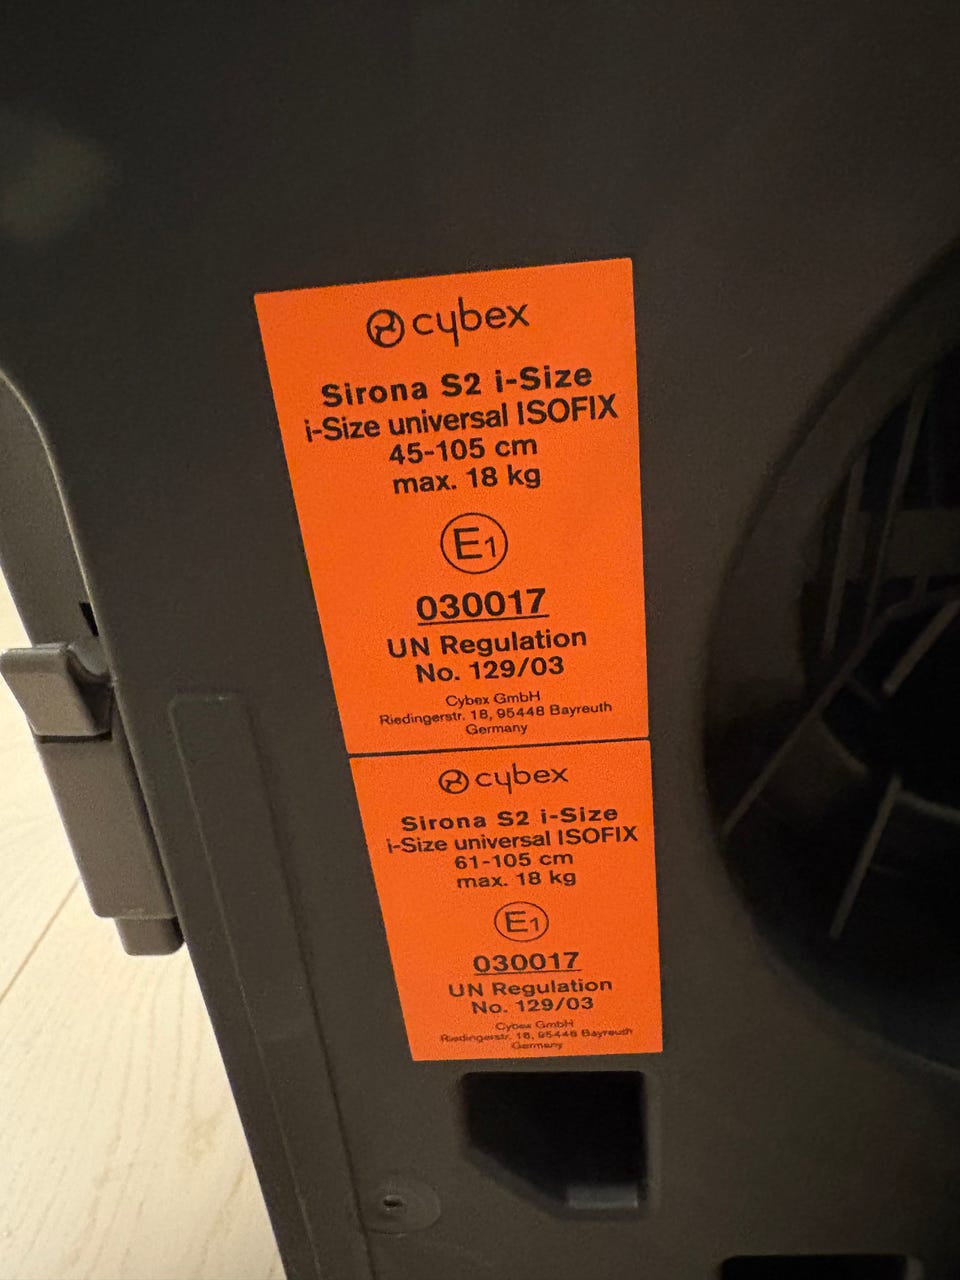 cybex
Sirona S2 i-Size
i-Size universal ISOFIX
45-105 cm
max. 18 kg
E1
030017
UN Regulation
No. 129/03
Cybex GmbH
Riedingerstr. 18, 95448 Bayreuth
Germany
cybex
Sirona S2 i-Size
i-Size universal ISOFIX
61-105 cm
max. 18 kg
E1
030017
UN Regulation
No. 129/03
Cybex GmbH
Riedingerstr. 18, 95448 Bayreuth
Germany